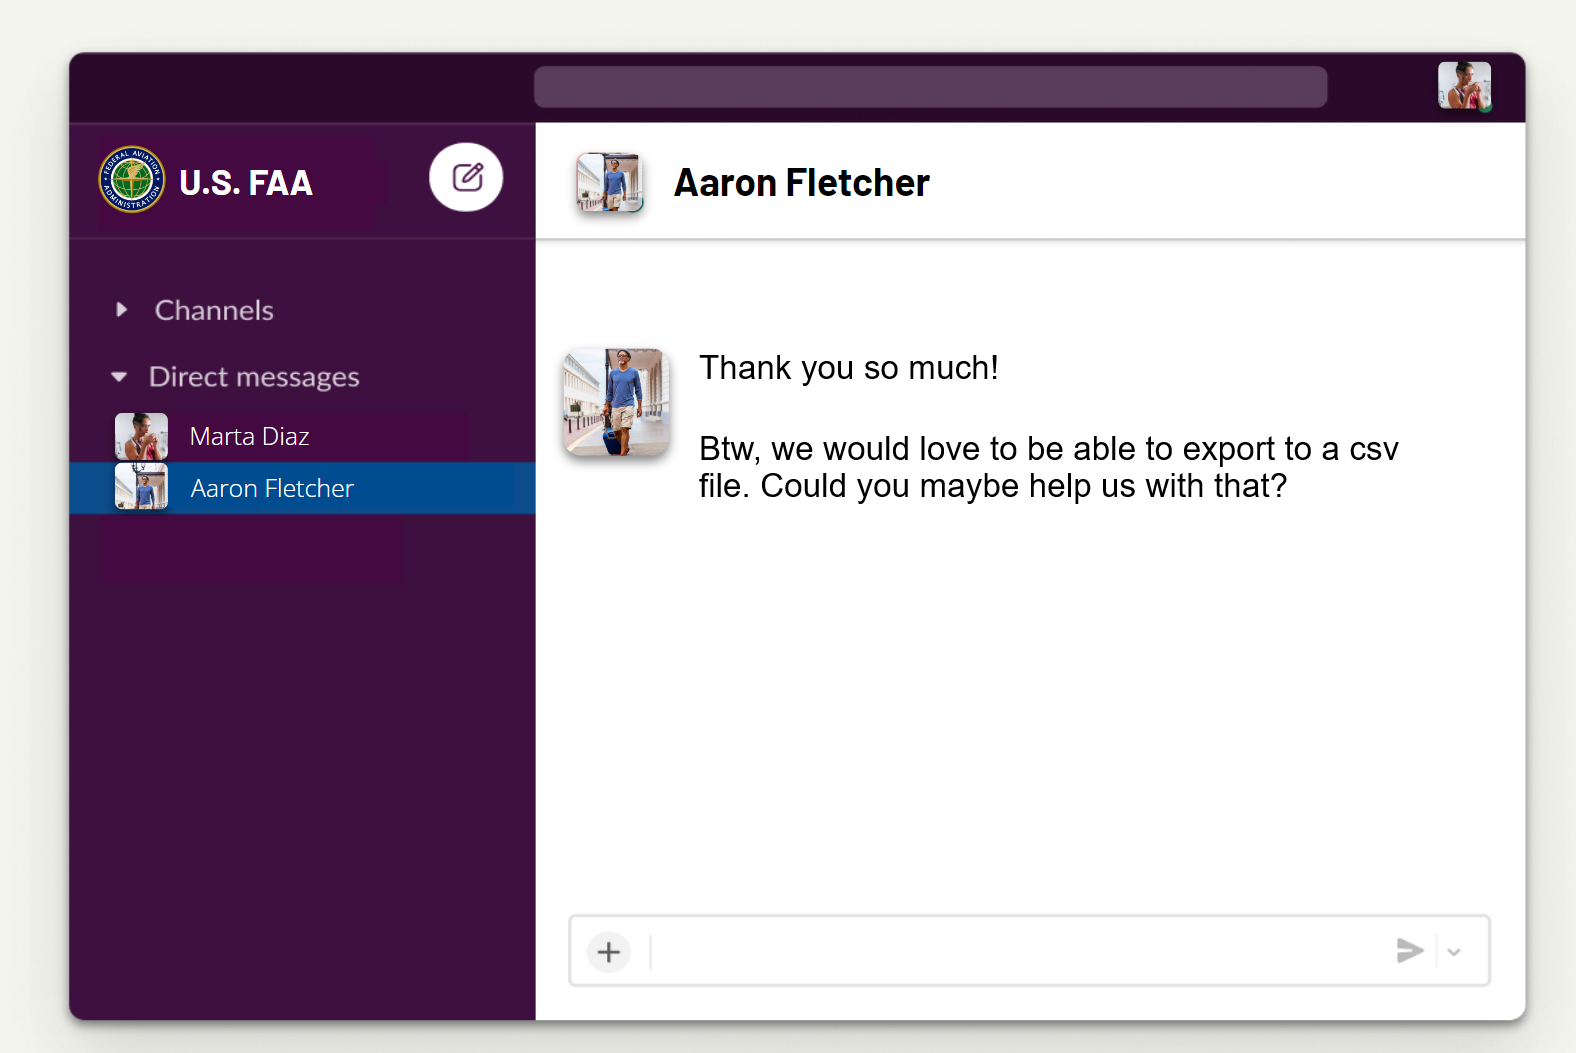 FEDERAL AVIATION
ADMINISTRATION
U.S. FAA
Channels
Direct messages
Marta Diaz
Aaron Fletcher
Aaron Fletcher
Thank you so much!
Btw, we would love to be able to export to a csv
file. Could you maybe help us with that?